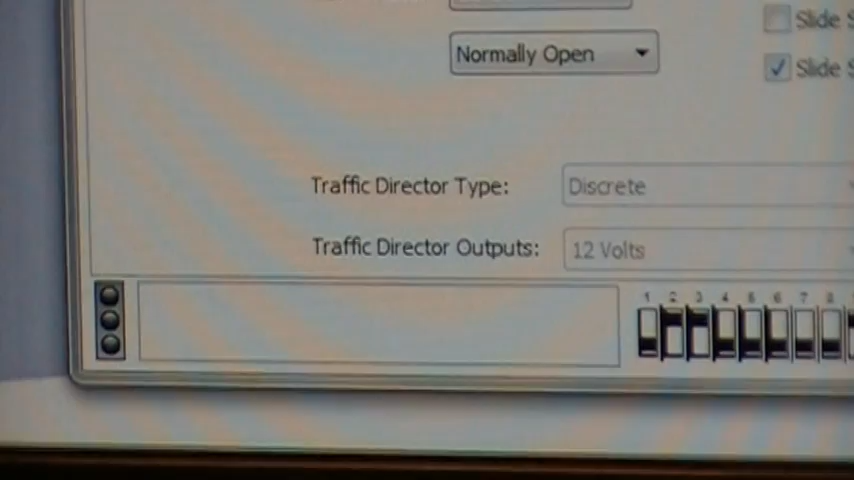 Slide
Normally Open
Slide
Traffic Director Type: Discrete
Traffic Director Outputs: 12 Volts
1 2 3 4 5 6 7 8